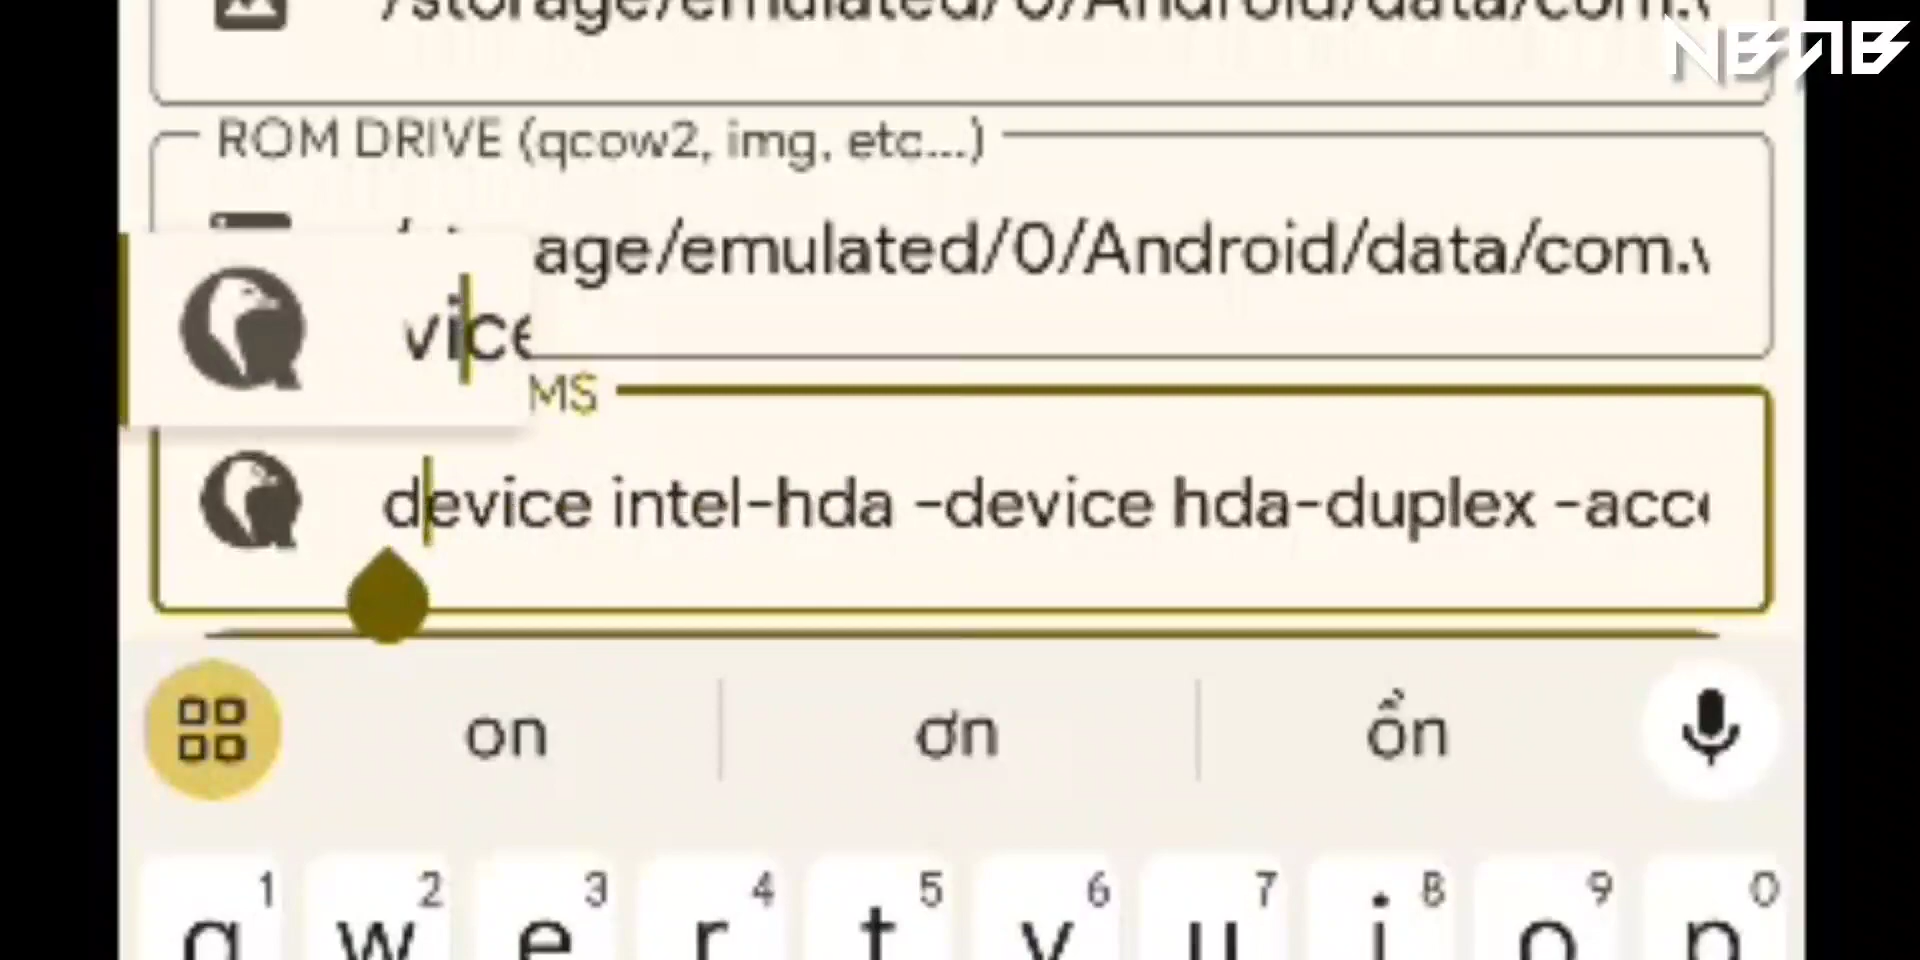 /storage/emulated/0/Android/data/com.
NBAB
ROM DRIVE (qcow2, img, etc...)
age/emulated/0/Android/data/com.
vice
MS
device intel-hda -device hda-duplex -acc
on
ơn
ổn
1 2 3 4 5 6 7 8 9 0
q w e r t y u i o p